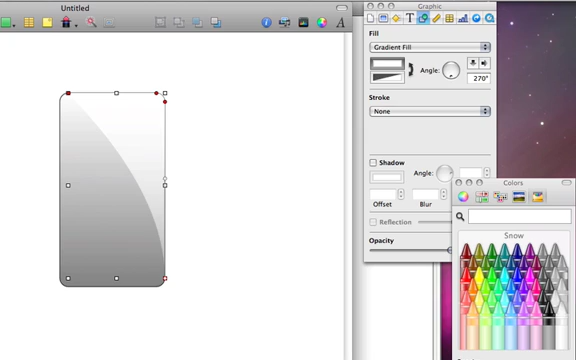 Untitled
Graphic
T
A
Fill
Gradient Fill
Angle:
270°
Stroke
None
Shadow
Angle:
Offset
Blur
Reflection
Opacity
Colors
Snow